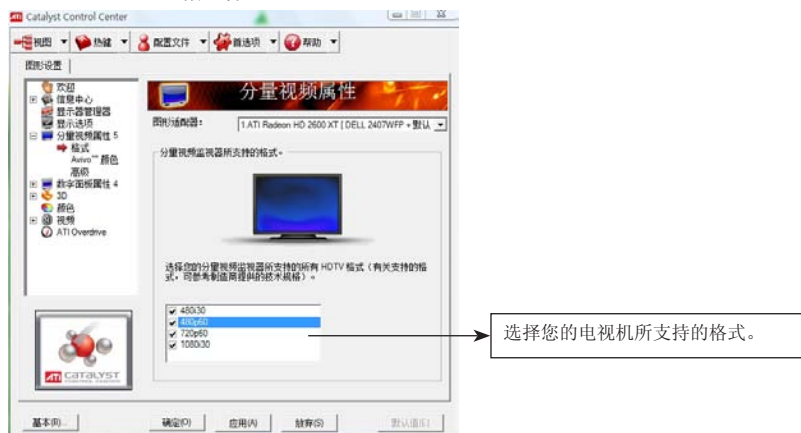 Catalyst Control Center
视图 热键 配置文件 首选项 帮助
图形设置
欢迎
信息中心
显示器管理器
显示选项
分量视频属性 5
格式
Avivo™ 颜色
高级
数字面板属性 4
3D
颜色
视频
ATI Overdrive
ATI CATALYST
分量视频属性
图形适配器:
1.ATI Radeon HD 2600 XT [ DELL 2407WFP + 默认
分量视频监视器所支持的格式。
选择您的分量视频监视器所支持的所有 HDTV 格式（有关支持的格
式，可参考制造商提供的技术规格）。
480i30
480p60
720p60
1080i30
选择您的电视机所支持的格式。
基本(B)... 确定(O) 应用(A) 放弃(S) 默认值(E)